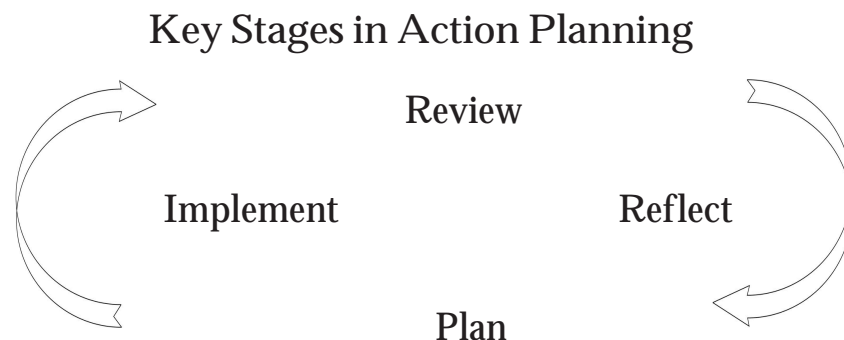 Key Stages in Action Planning
Review
Implement Reflect
Plan